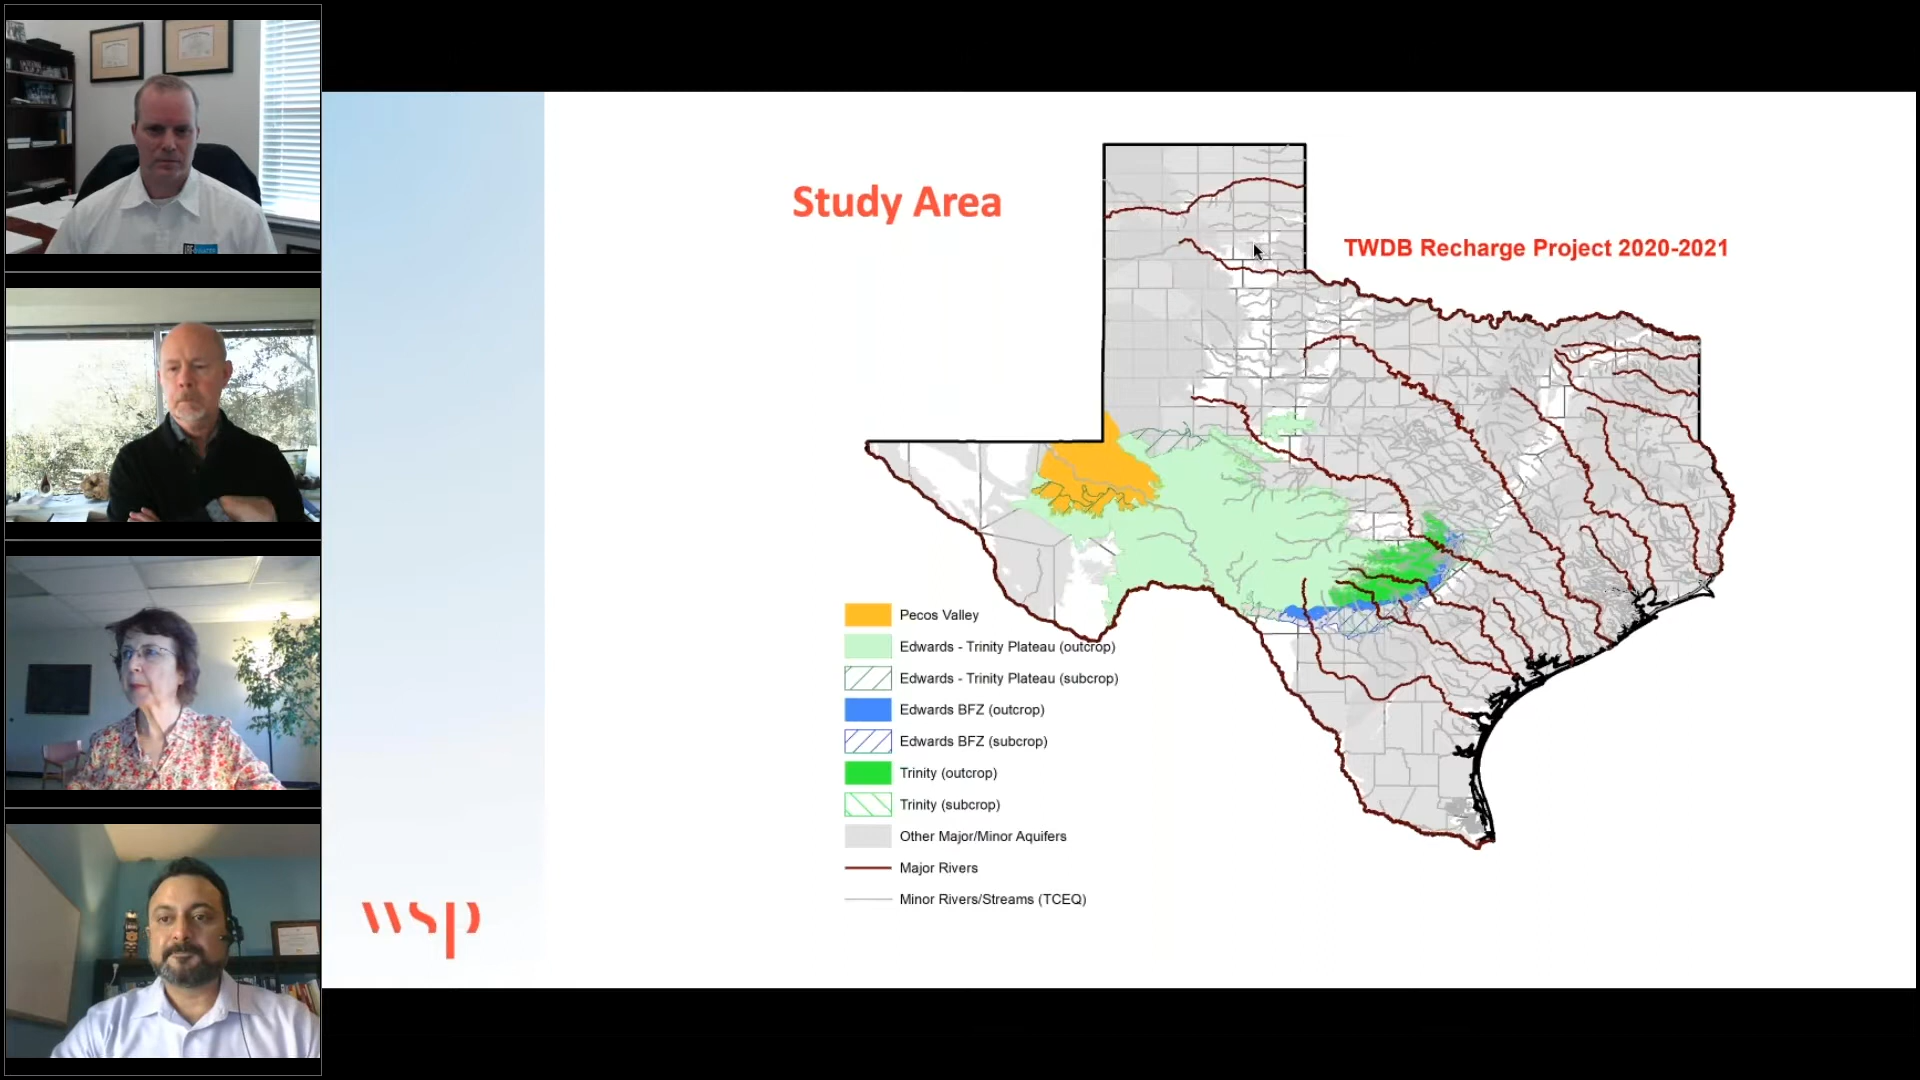 Study Area
TWDB Recharge Project 2020-2021
Pecos Valley
Edwards - Trinity Plateau (outcrop)
Edwards - Trinity Plateau (subcrop)
Edwards BFZ (outcrop)
Edwards BFZ (subcrop)
Trinity (outcrop)
Trinity (subcrop)
Other Major/Minor Aquifers
Major Rivers
Minor Rivers/Streams (TCEQ)
wsp